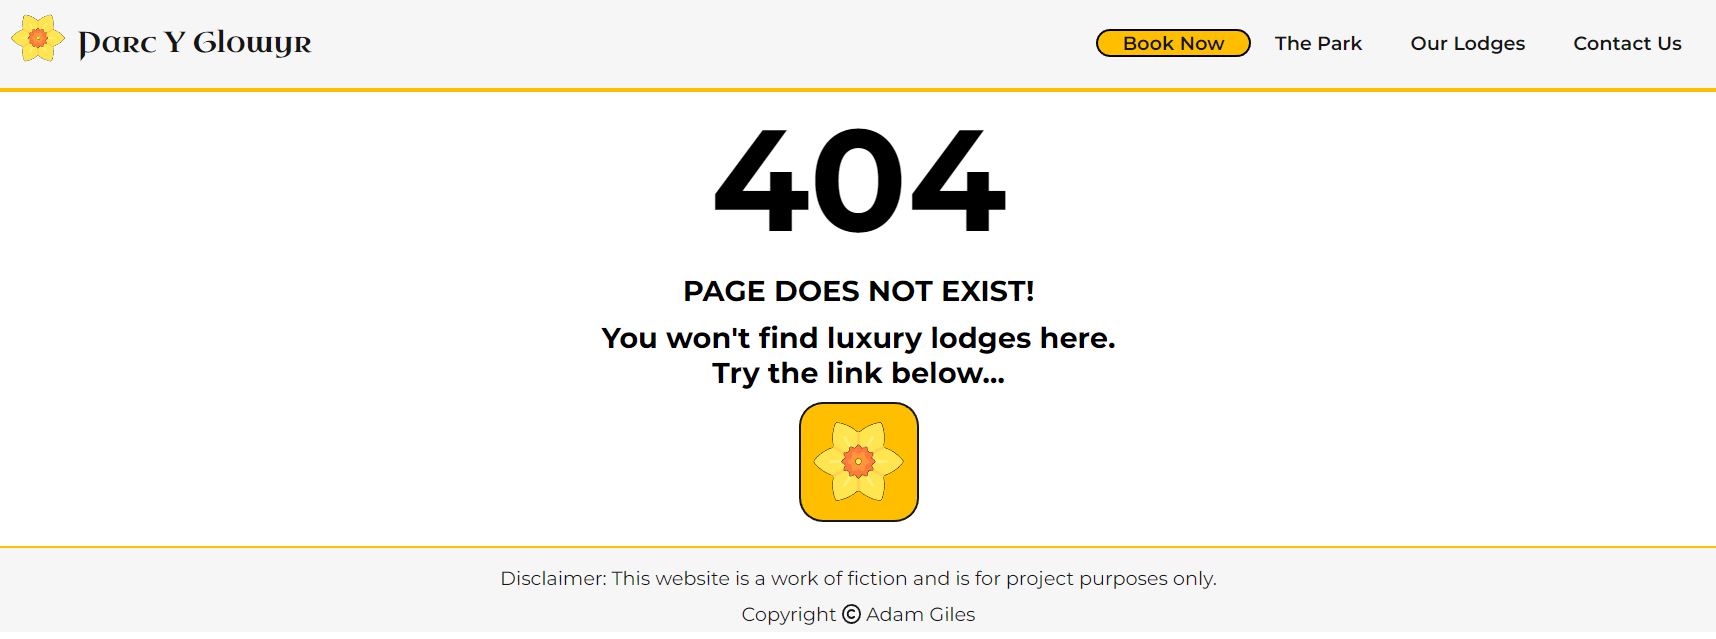 Parc Y Glowyr
Book Now
The Park
Our Lodges
Contact Us
404
PAGE DOES NOT EXIST!
You won't find luxury lodges here.
Try the link below...
Disclaimer: This website is a work of fiction and is for project purposes only.
Copyright © Adam Giles